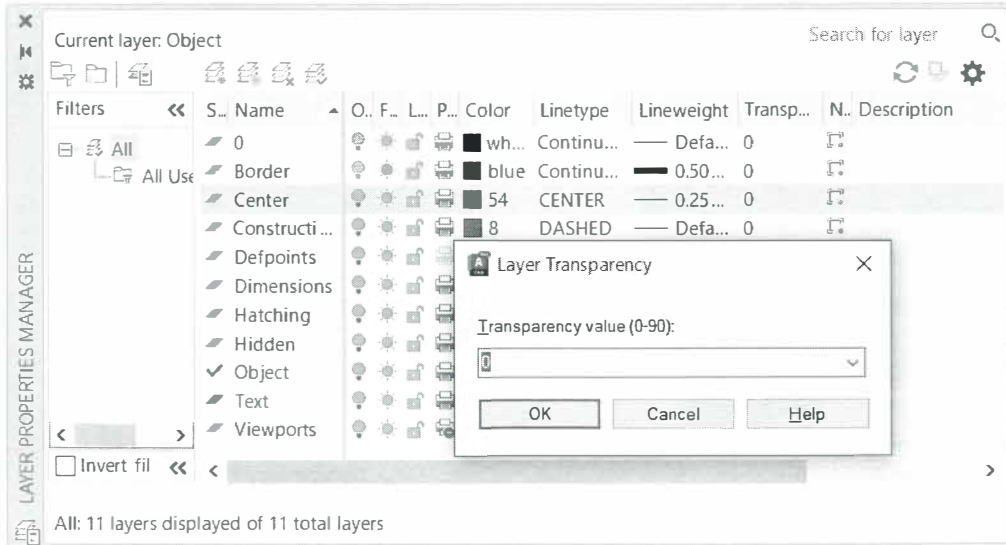 Current layer: Object
Search for layer
Filters
S.. Name O.. F... L... P... Color Linetype Lineweight Transp... N.. Description
All
All Use
0 wh... Continu... Defa... 0
Border blue Continu... 0.50... 0
Center 54 CENTER 0.25... 0
Constructi... 8 DASHED Defa... 0
Defpoints
Dimensions
Hatching
Hidden
Object
Text
Viewports
Layer Transparency
Transparency value (0-90):
0
OK Cancel Help
Invert fil
All: 11 layers displayed of 11 total layers
LAYER PROPERTIES MANAGER